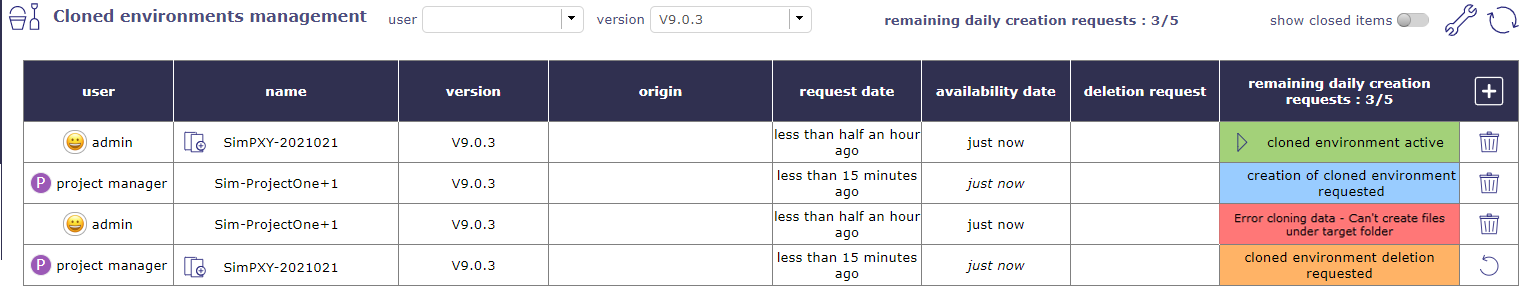 Cloned environments management user version V9.0.3 remaining daily creation requests : 3/5 show closed items
user name version origin request date availability date deletion request remaining daily creation
requests : 3/5
admin SimPXY-2021021 V9.0.3 less than half an hour
ago just now cloned environment active
P project manager Sim-ProjectOne+1 V9.0.3 less than 15 minutes
ago just now creation of cloned environment
requested
admin Sim-ProjectOne+1 V9.0.3 less than half an hour
ago just now Error cloning data - Can't create files
under target folder
P project manager SimPXY-2021021 V9.0.3 less than 15 minutes
ago just now cloned environment deletion
requested